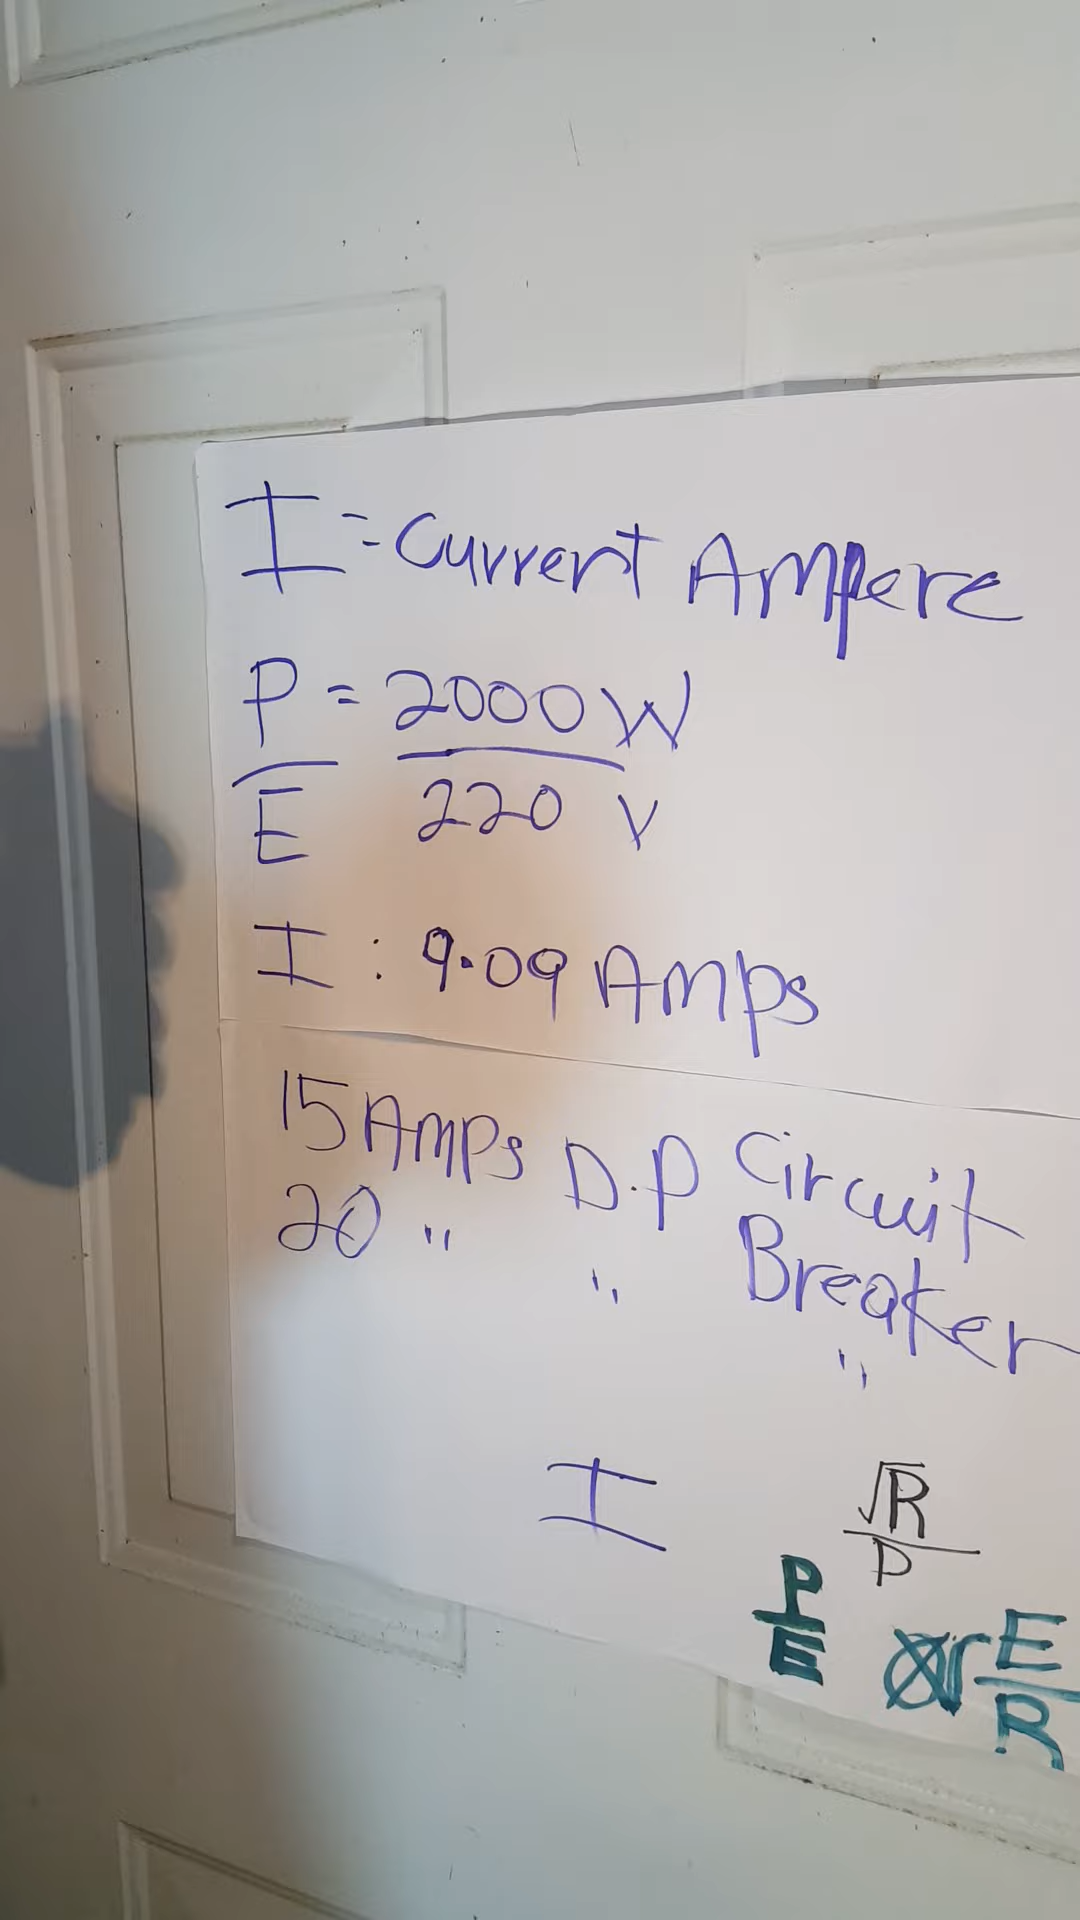 I = Current Ampere
P = 2000 W
E 220 V
I : 9.09 Amps
15 Amps D.P Circuit
20 " " Breaker "
I
√R
P
P
E
or E
R